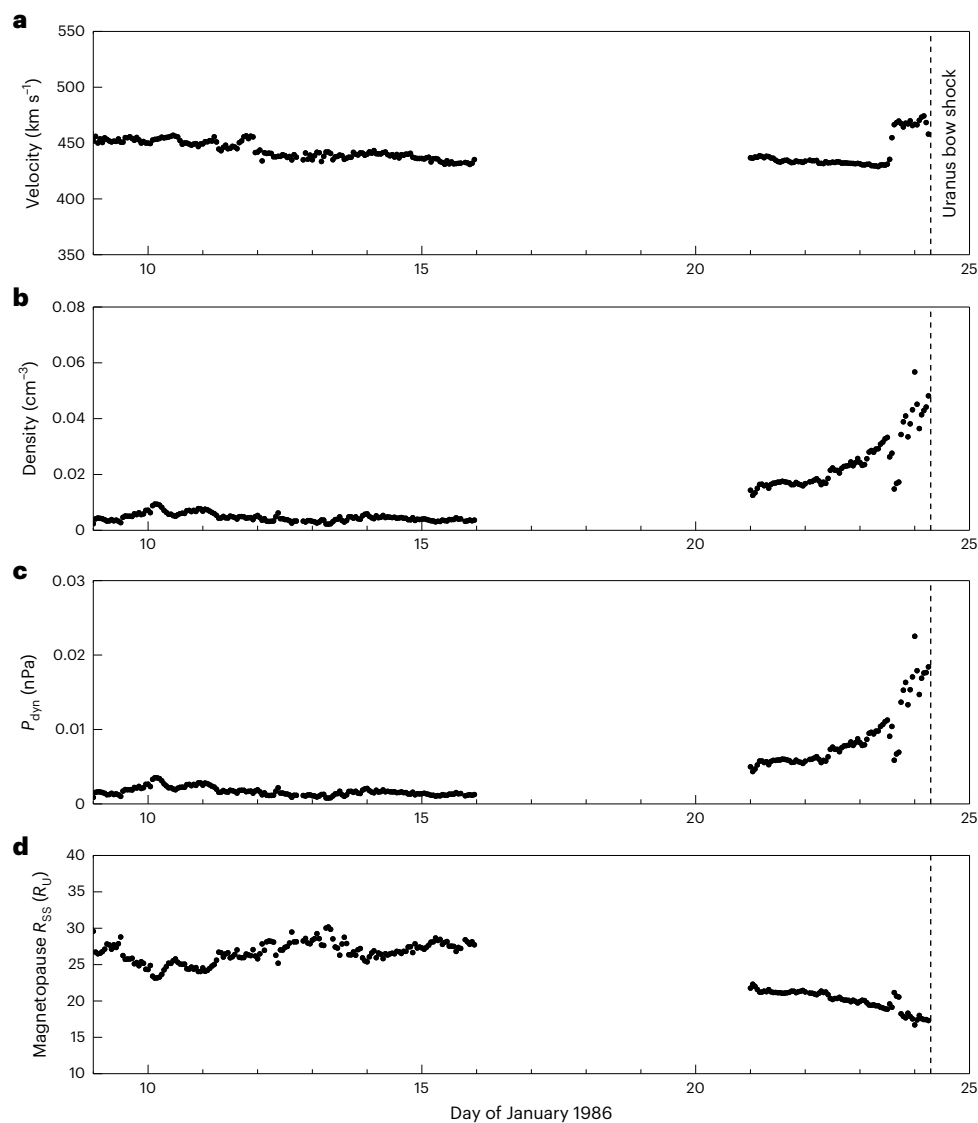 a
550
500
450
400
350
Velocity (km s⁻¹)
Uranus bow shock
10 15 20 25
b
0.08
0.06
0.04
0.02
0
Density (cm⁻³)
10 15 20 25
c
0.03
0.02
0.01
0
P_dyn (nPa)
10 15 20 25
d
40
35
30
25
20
15
10
Magnetopause R_SS (R_U)
10 15 20 25
Day of January 1986